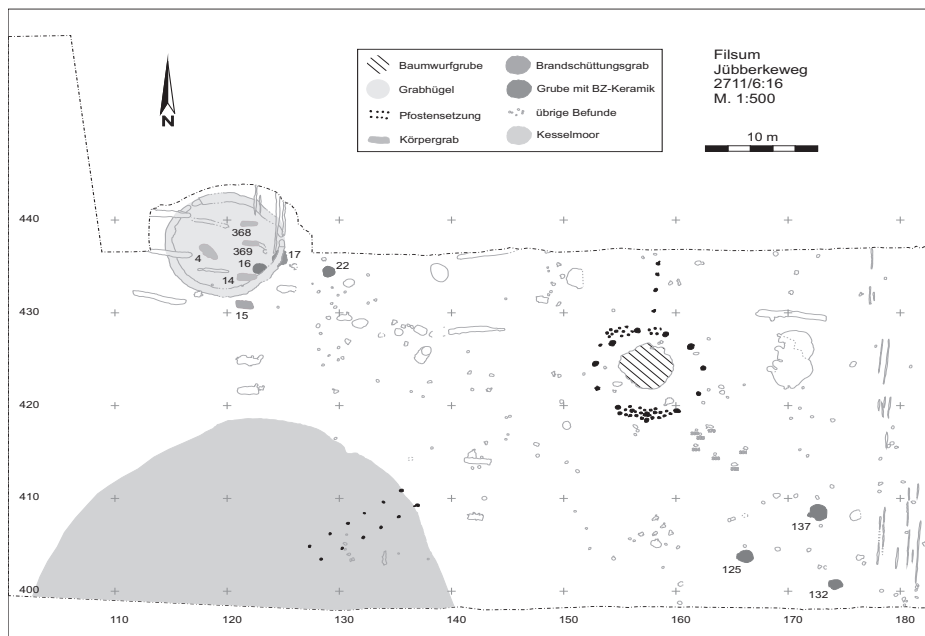 Filsum
Jübberkeweg
2711/6:16
M. 1:500
10 m
N
Baumwurfgrube
Grabhügel
Pfostensetzung
Körpergrab
Brandschüttungsgrab
Grube mit BZ-Keramik
übrige Befunde
Kesselmoor
440
368
369
4
16
17
22
14
15
430
420
410
137
125
132
400
110
120
130
140
150
160
170
180